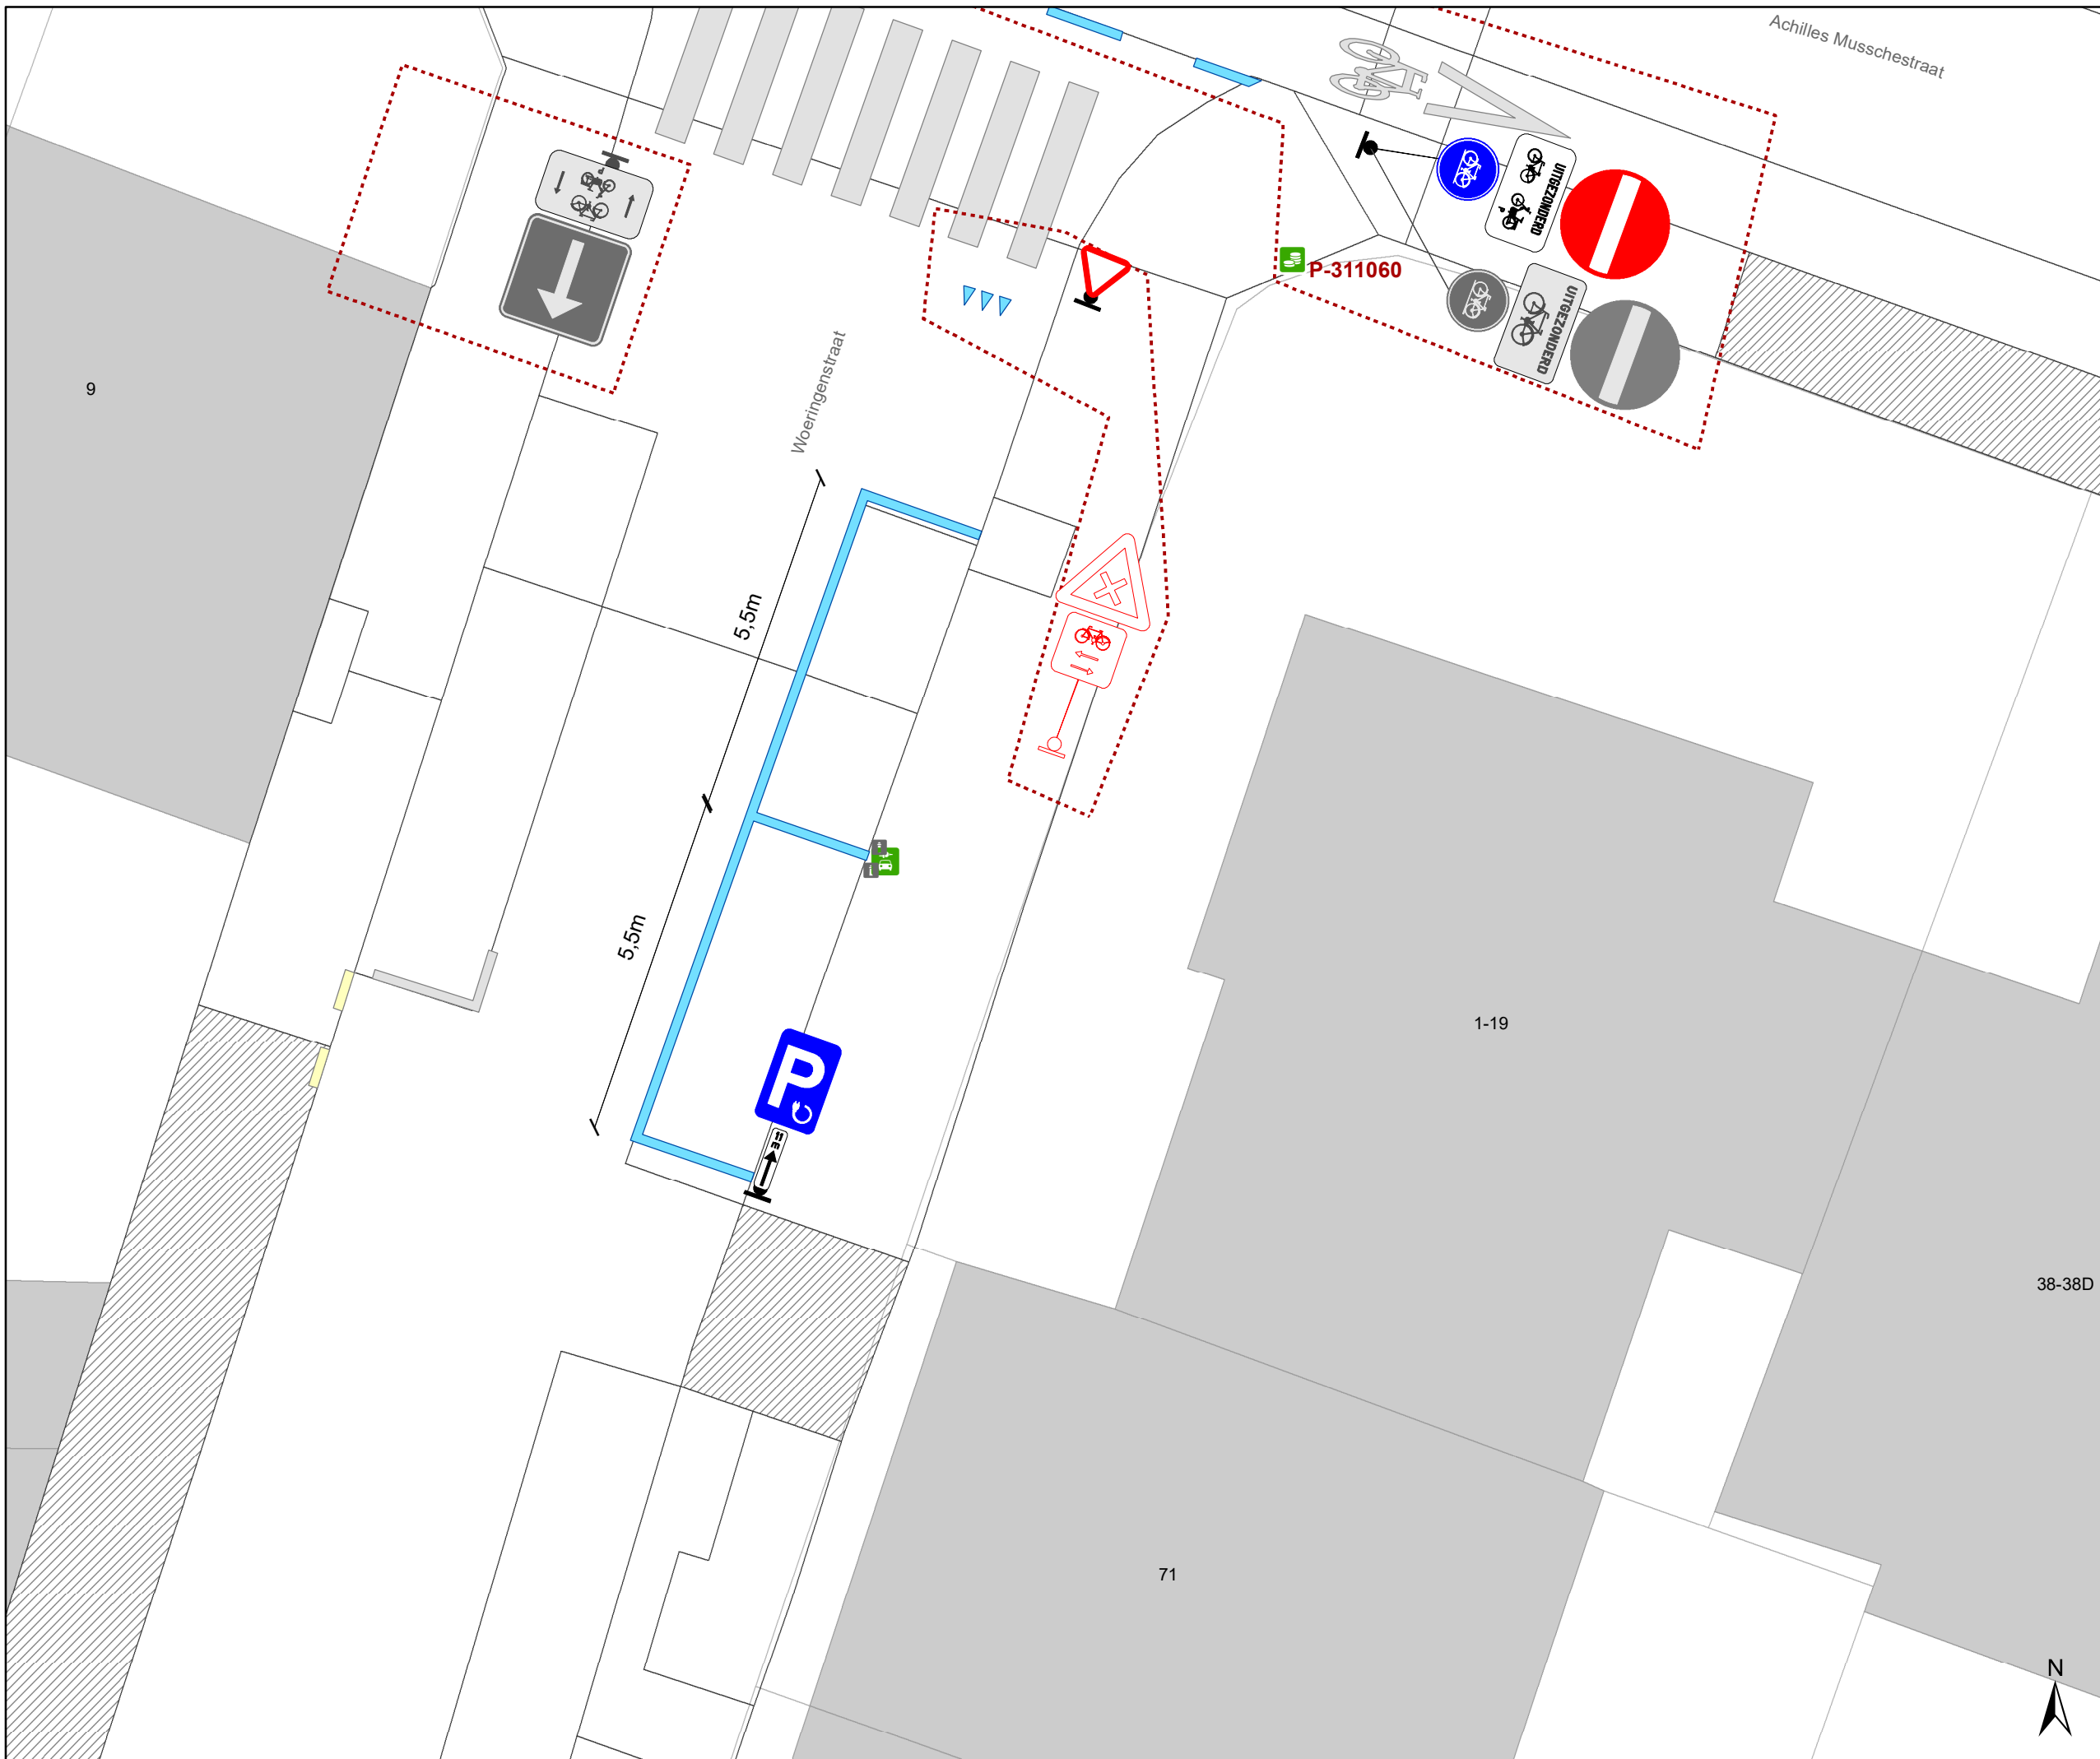 Achilles Musschestraat
UITGEZONDERD
P
P-311060
UITGEZONDERD
9
Woeringenstraat
5,5m
5,5m
P
1-19
38-38D
71
N